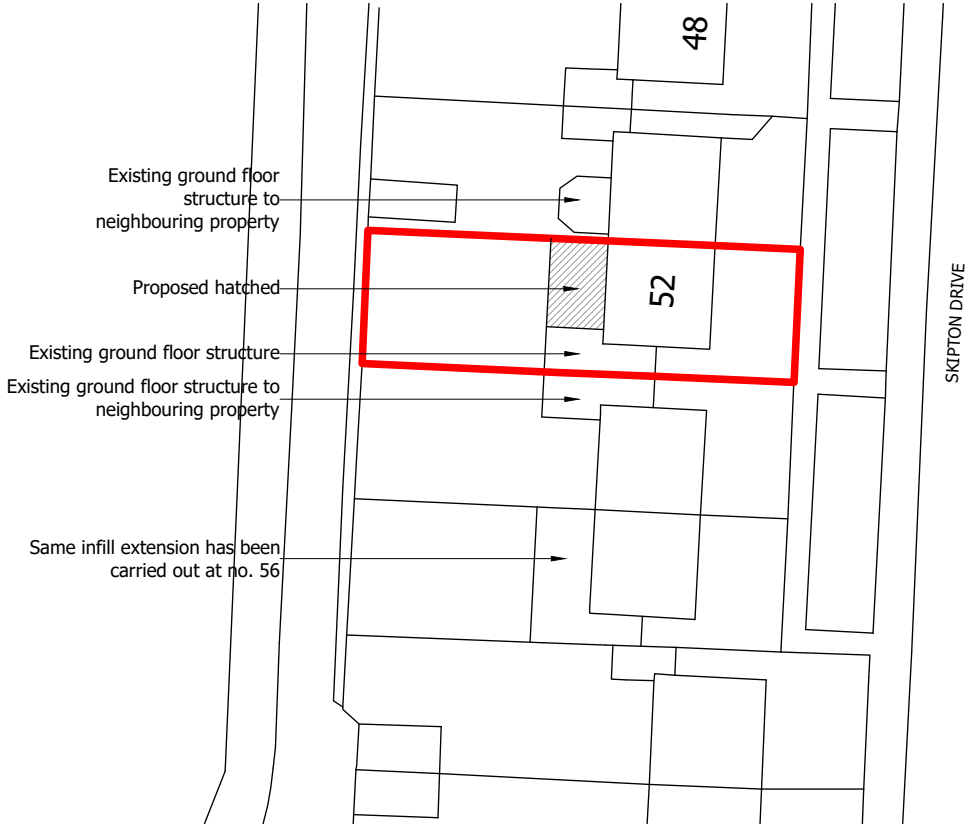 48
Existing ground floor
structure to
neighbouring property
Proposed hatched
52
SKIPTON DRIVE
Existing ground floor structure
Existing ground floor structure to
neighbouring property
Same infill extension has been
carried out at no. 56